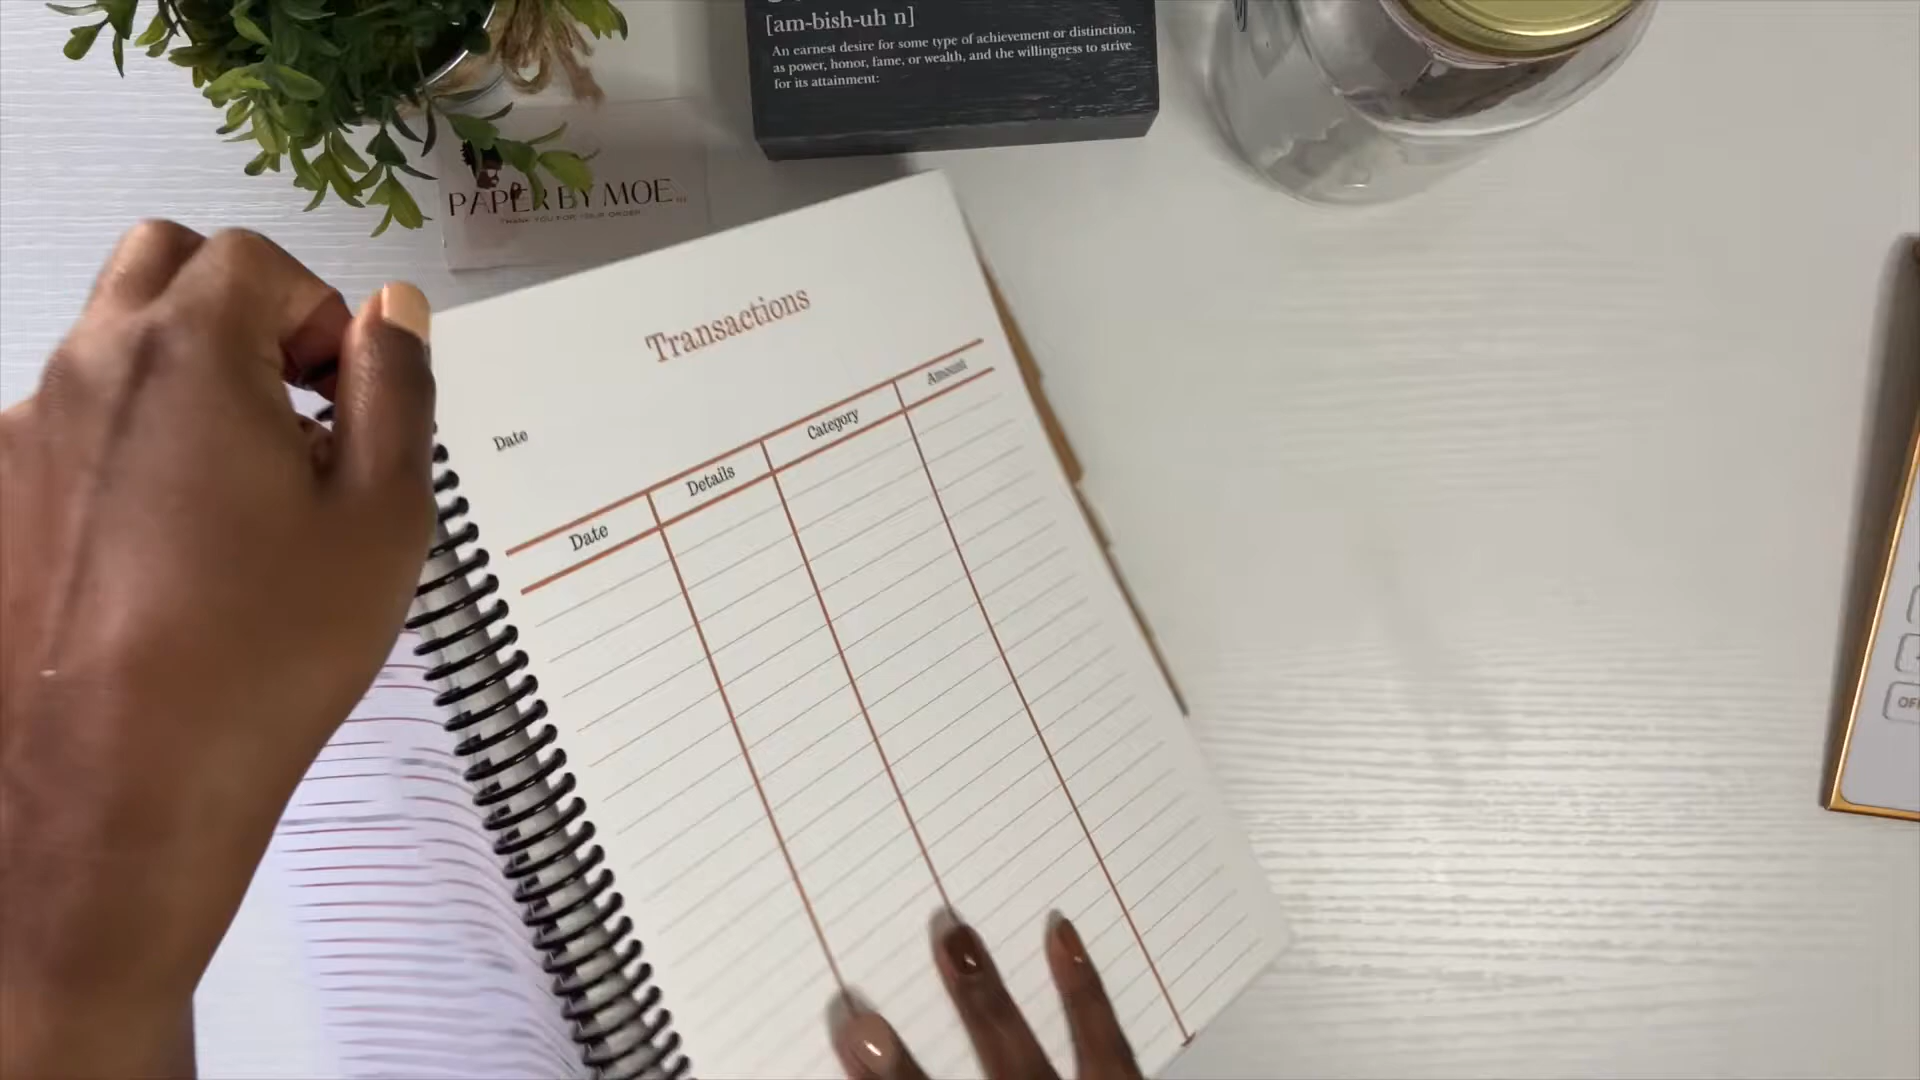 [am-bish-uh n]
An earnest desire for some type of achievement or distinction,
as power, honor, fame, or wealth, and the willingness to strive
for its attainment:
PAPER BY MOE
THANK YOU FOR YOUR ORDER
Transactions
Date
Date Details Category Amount